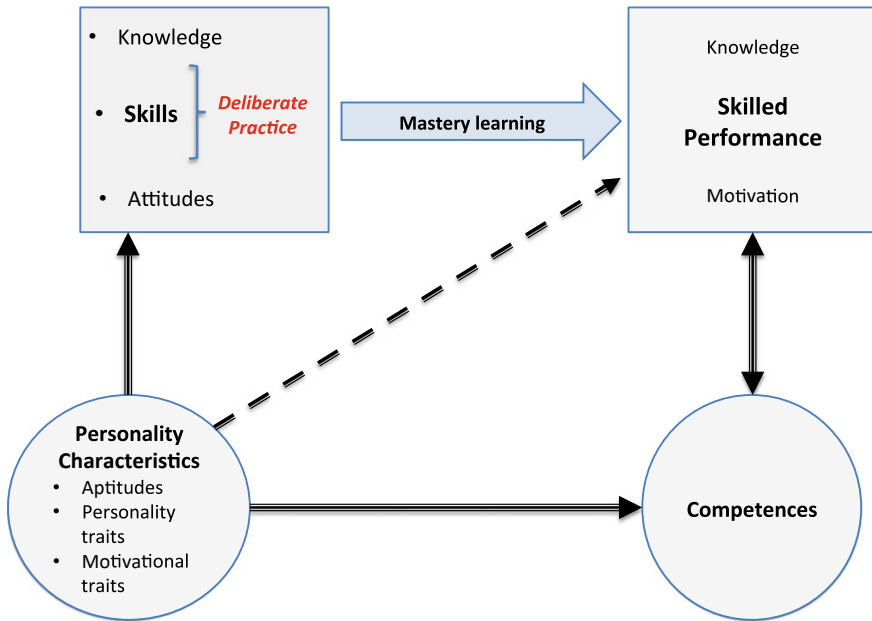 • Knowledge
• Skills
Deliberate
Practice
• Attitudes
Mastery learning
Knowledge
Skilled
Performance
Motivation
Personality
Characteristics
• Aptitudes
• Personality
traits
• Motivational
traits
Competences